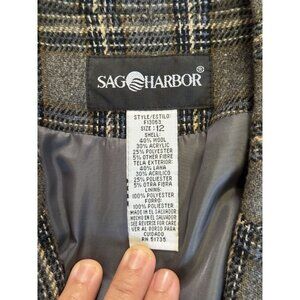 SAG HARBOR®
STYLE/ESTILO:
F13063
SIZE: 12
SHELL:
40% WOOL
30% ACRYLIC
25% POLYESTER
5% OTHER FIBRE
TELA EXTERIOR:
40% LANA
30% ACRILICO
25% POLIESTER
5% OTRA FIBRA
LINING:
100% POLYESTER
FORRO:
100% POLIESTER
MADE IN EL SALVADOR
HECHO EN EL SALVADOR
SEE REVERSE FOR CARE
VER AL DORSO PARA
CUIDADO
RN 51735